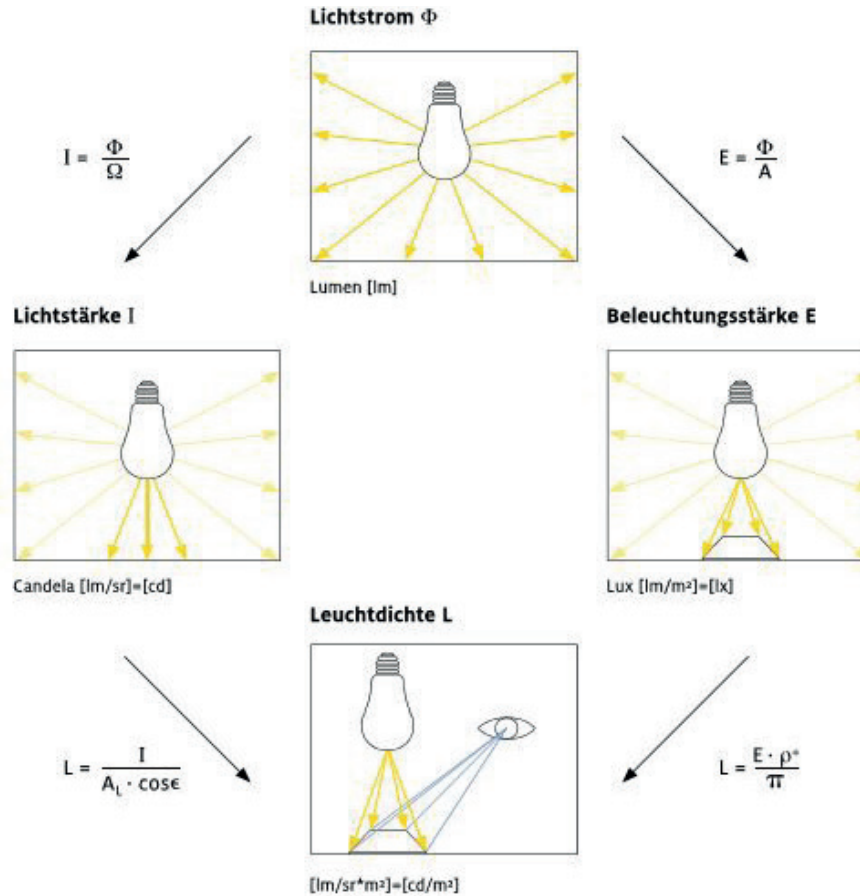 Lichtstrom Φ
I = Φ/Ω
E = Φ/A
Lumen [lm]
Lichtstärke I
Beleuchtungsstärke E
Candela [lm/sr]=[cd]
Lux [lm/m²]=[lx]
Leuchtdichte L
L = I / (A_L · cosϵ)
L = E · ρ* / π
[lm/sr*m²]=[cd/m²]